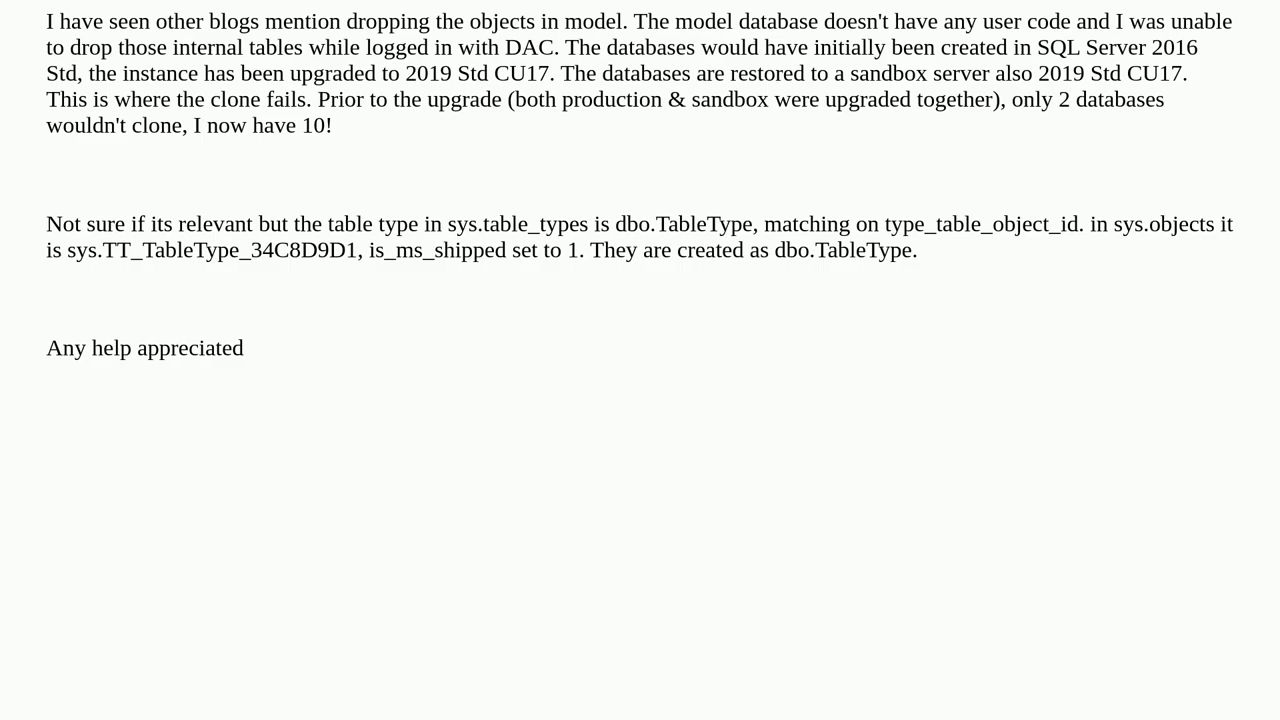 I have seen other blogs mention dropping the objects in model. The model database doesn't have any user code and I was unable
to drop those internal tables while logged in with DAC. The databases would have initially been created in SQL Server 2016
Std, the instance has been upgraded to 2019 Std CU17. The databases are restored to a sandbox server also 2019 Std CU17.
This is where the clone fails. Prior to the upgrade (both production & sandbox were upgraded together), only 2 databases
wouldn't clone, I now have 10!
Not sure if its relevant but the table type in sys.table_types is dbo.TableType, matching on type_table_object_id. in sys.objects it
is sys.TT_TableType_34C8D9D1, is_ms_shipped set to 1. They are created as dbo.TableType.
Any help appreciated